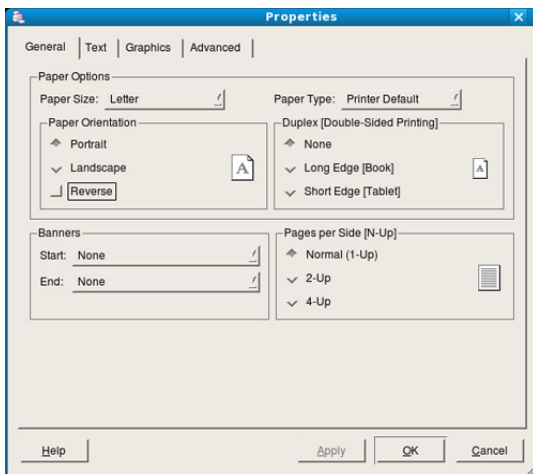 Properties
General Text Graphics Advanced
Paper Options
Paper Size: Letter
Paper Type: Printer Default
Paper Orientation
Portrait
Landscape
Reverse
A
Duplex [Double-Sided Printing]
None
Long Edge [Book]
Short Edge [Tablet]
A
Banners
Start: None
End: None
Pages per Side [N-Up]
Normal (1-Up)
2-Up
4-Up
Help Apply OK Cancel